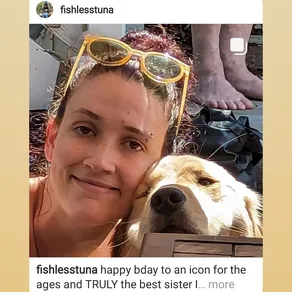 fishlesstuna
fishlesstuna happy bday to an icon for the
ages and TRULY the best sister I... more